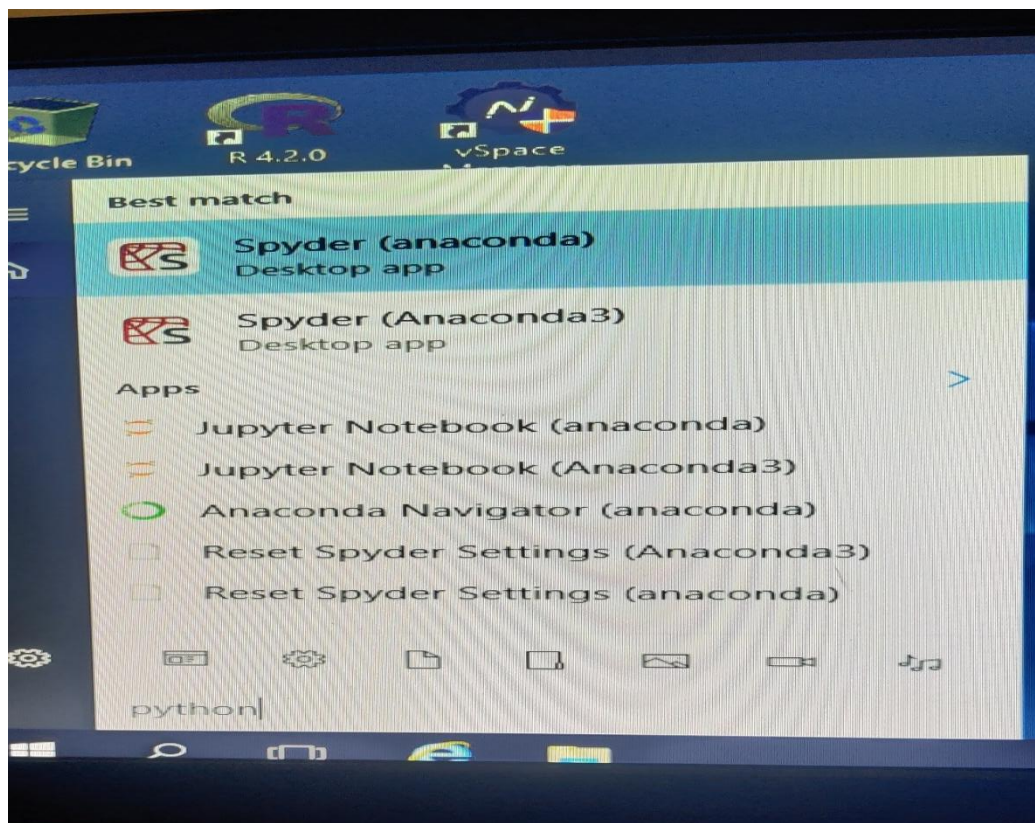 cycle Bin
R 4.2.0
vSpace
Best match
Spyder (anaconda)
Desktop app
Spyder (Anaconda3)
Desktop app
Apps
Jupyter Notebook (anaconda)
Jupyter Notebook (Anaconda3)
Anaconda Navigator (anaconda)
Reset Spyder Settings (Anaconda3)
Reset Spyder Settings (anaconda)
python